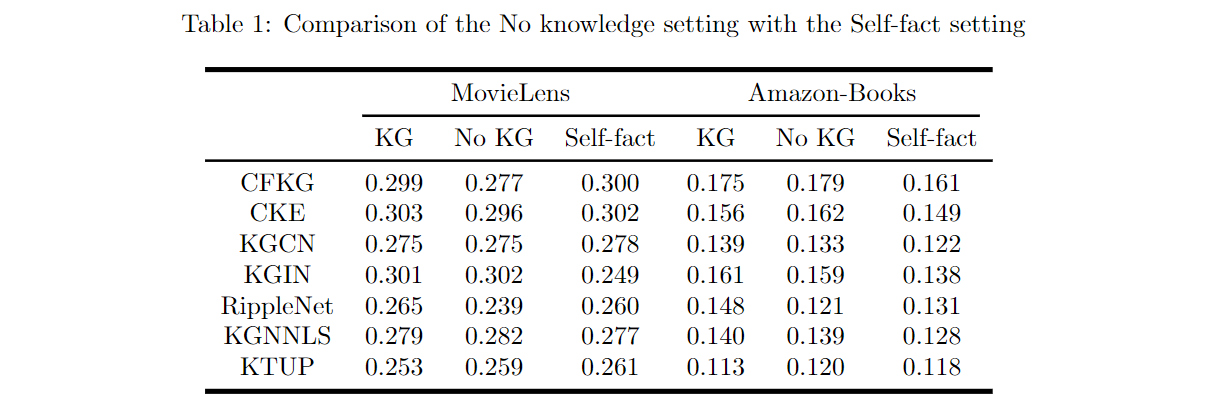 Table 1: Comparison of the No knowledge setting with the Self-fact setting
MovieLens Amazon-Books
KG No KG Self-fact KG No KG Self-fact
CFKG 0.299 0.277 0.300 0.175 0.179 0.161
CKE 0.303 0.296 0.302 0.156 0.162 0.149
KGCN 0.275 0.275 0.278 0.139 0.133 0.122
KGIN 0.301 0.302 0.249 0.161 0.159 0.138
RippleNet 0.265 0.239 0.260 0.148 0.121 0.131
KGNNLS 0.279 0.282 0.277 0.140 0.139 0.128
KTUP 0.253 0.259 0.261 0.113 0.120 0.118